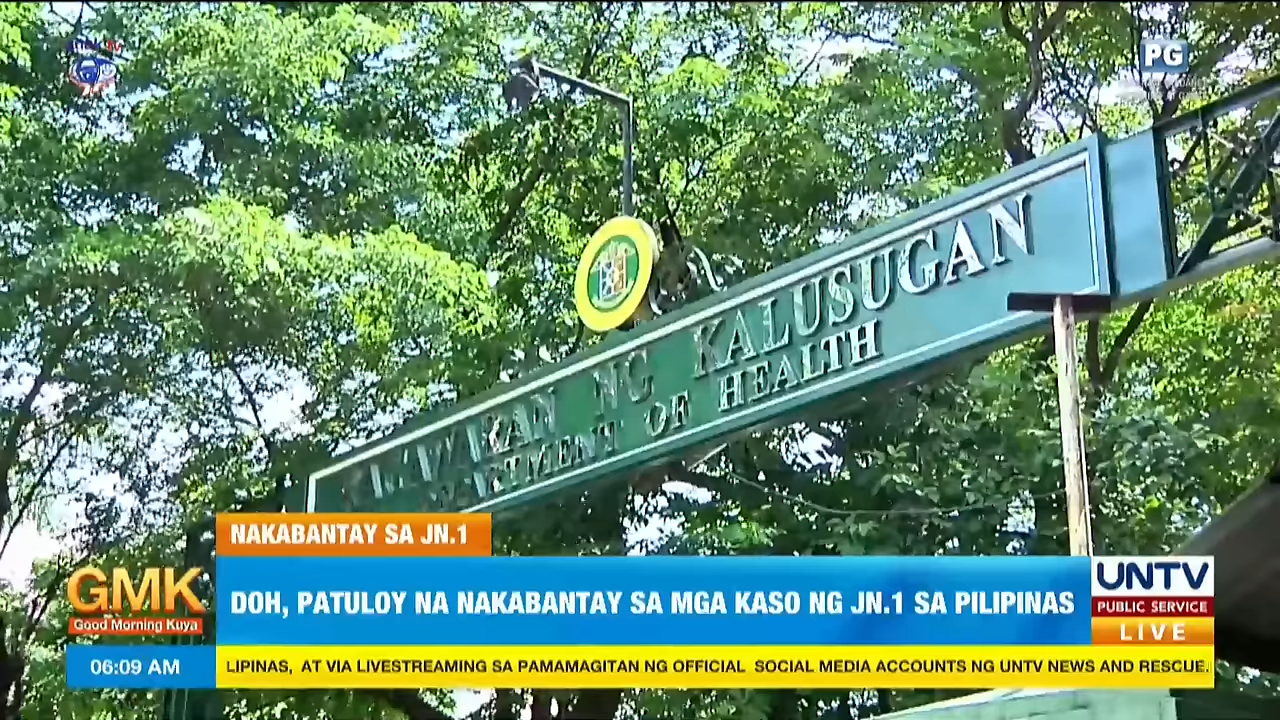 PG
NG KALUSUGAN
OF HEALTH
NAKABANTAY SA JN.1
GMK
Good Morning Kuya
DOH, PATULOY NA NAKABANTAY SA MGA KASO NG JN.1 SA PILIPINAS
UNTV
PUBLIC SERVICE
LIVE
06:09 AM
LIPINAS, AT VIA LIVESTREAMING SA PAMAMAGITAN NG OFFICIAL SOCIAL MEDIA ACCOUNTS NG UNTV NEWS AND RESCUE.